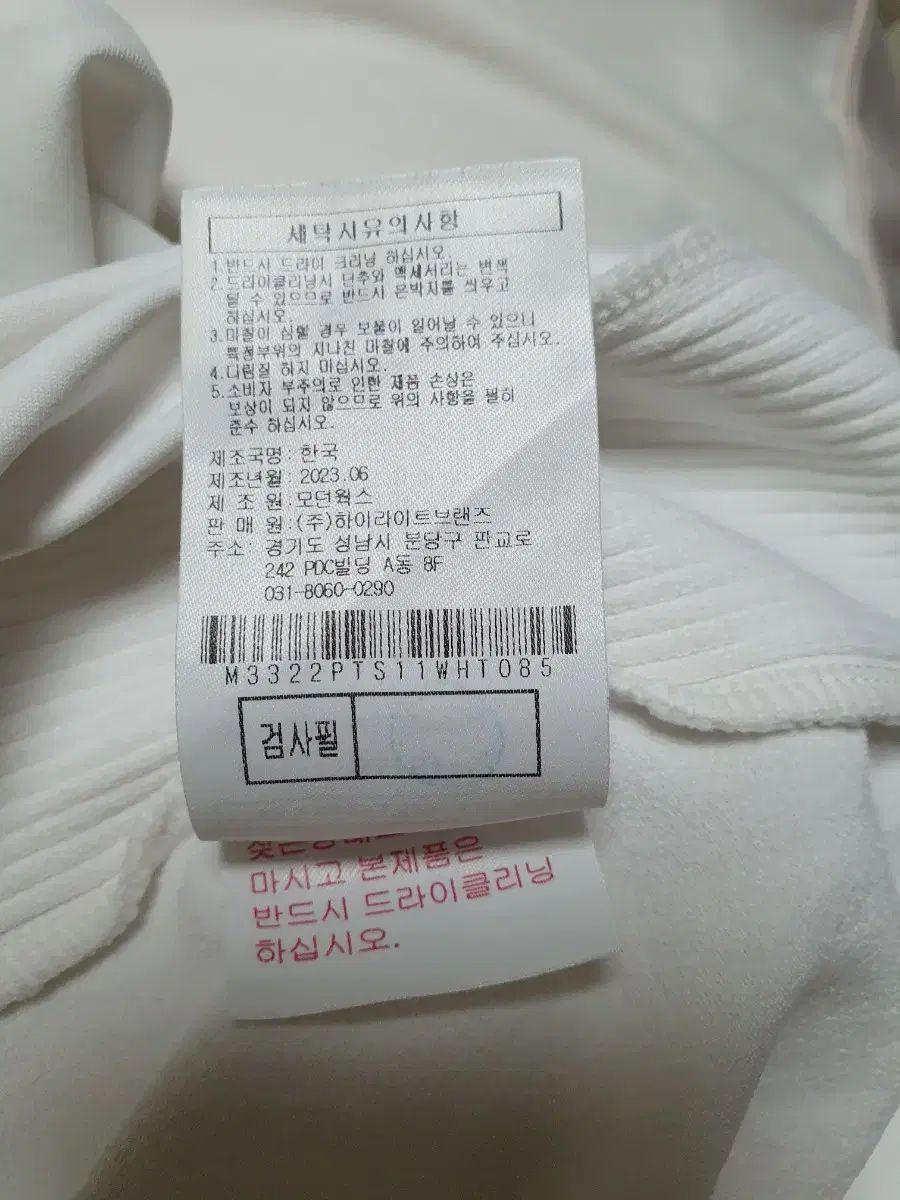 세탁시유의사항
1.반드시 드라이 크리닝 하십시오.
2.드라이클리닝시 단추와 액세서리는 변색
될 수 있으므로 반드시 은박지를 씌우고
하십시오.
3.마찰이 심할 경우 보풀이 일어날 수 있으니
특정부위의 지나친 마찰에 주의하여 주십시오.
4.다림질 하지 마십시오.
5.소비자 부주의로 인한 제품 손상은
보상이 되지 않으므로 위의 사항을 필히
준수 하십시오.
제조국명: 한국
제조년월: 2023.06
제 조 원:모던웍스
판 매 원:(주)하이라이트브랜즈
주소: 경기도 성남시 분당구 판교로
242 PDC빌딩 A동 8F
031-8060-0290
M3322PTS11WHT085
검사필
마시고 본제품은
반드시 드라이클리닝
하십시오.